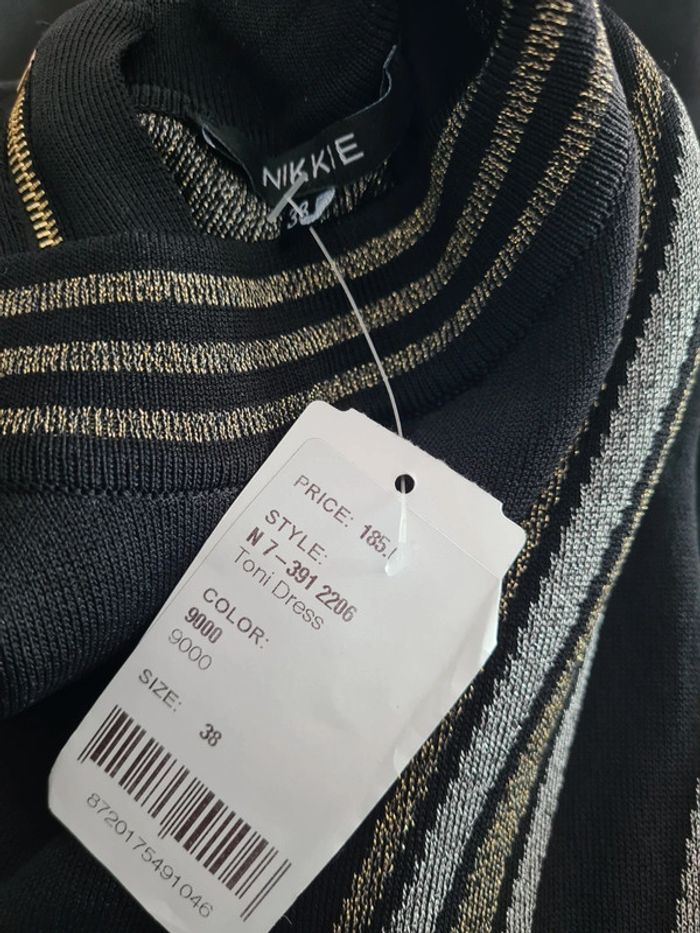 NIKKIE
38
PRICE: 185.
STYLE:
N 7-391 2206
Toni Dress
COLOR:
9000
9000
SIZE:
38
8720175491046